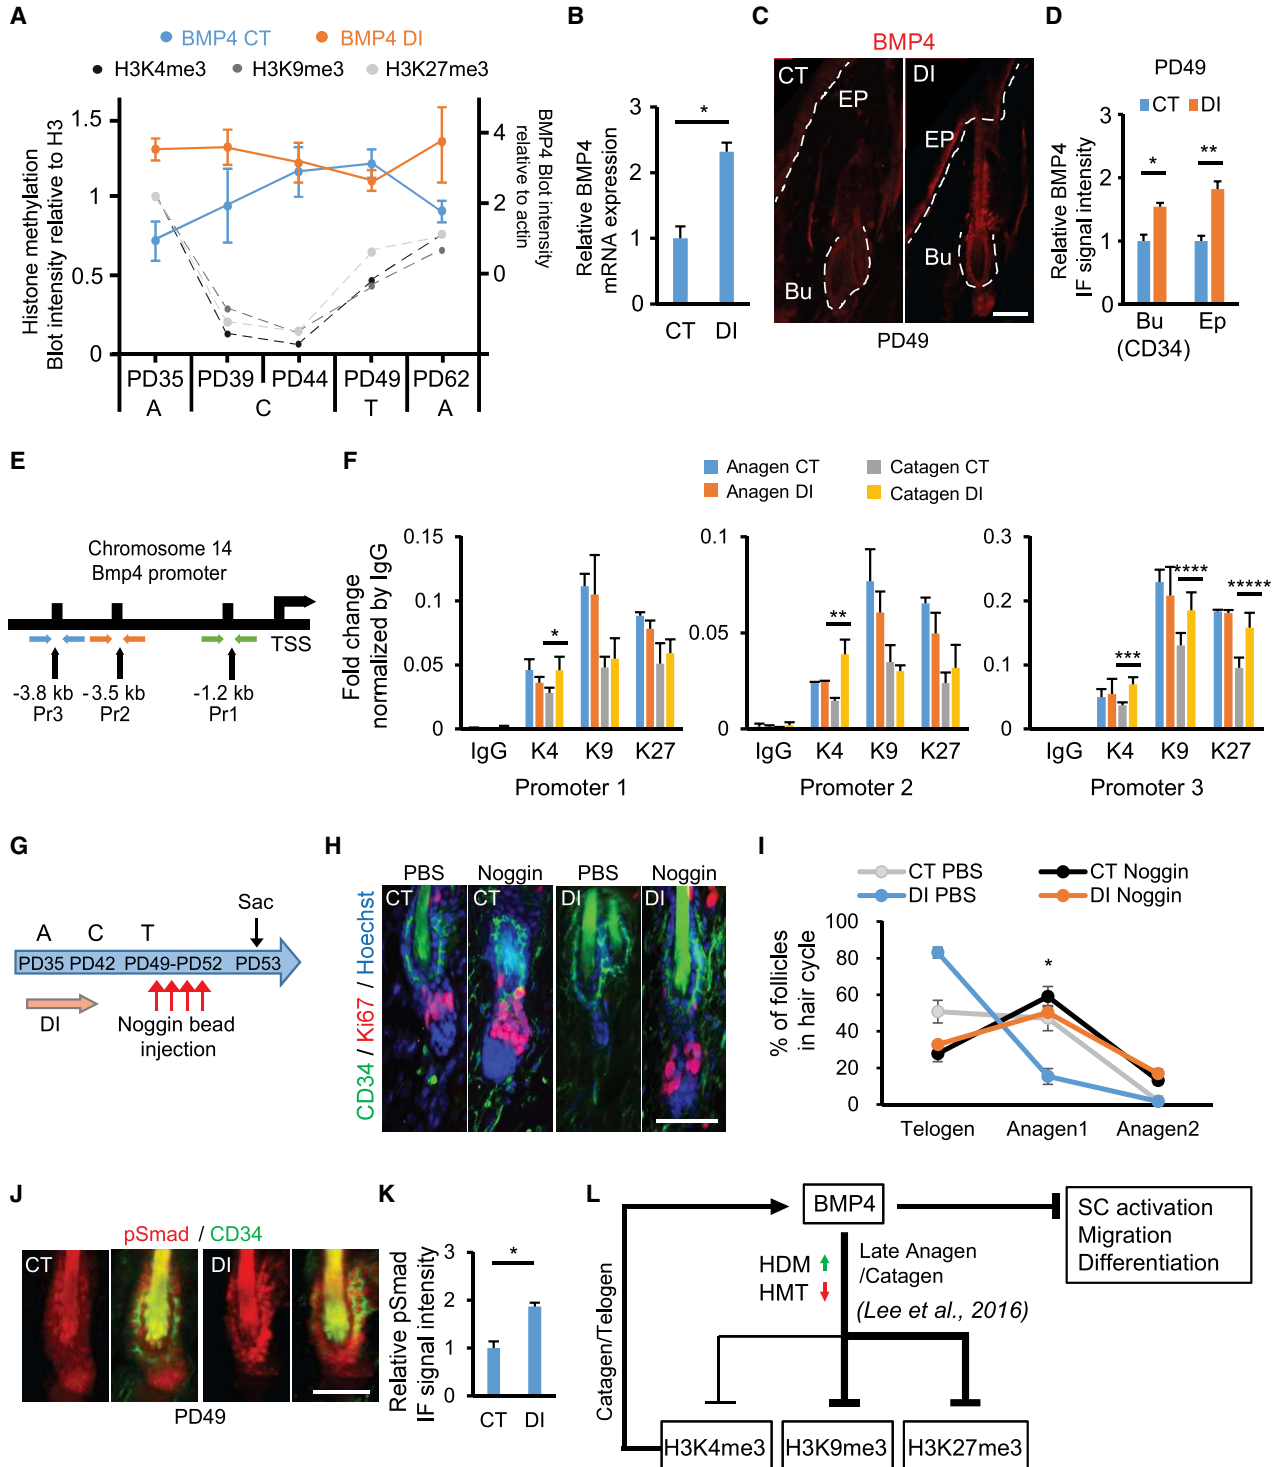 A
BMP4 CT
BMP4 DI
H3K4me3
H3K9me3
H3K27me3
Histone methylation
Blot intensity relative to H3
1.5
1
0.5
0
4
2
0
BMP4 Blot intensity
relative to actin
PD35
PD39
PD44
PD49
PD62
A
C
T
A
B
Relative BMP4
mRNA expression
3
2
1
0
*
CT
DI
C
BMP4
CT
EP
Bu
DI
EP
Bu
PD49
D
PD49
CT
DI
Relative BMP4
IF signal intensity
3
2
1
0
*
**
Bu
(CD34)
Ep
E
Chromosome 14
Bmp4 promoter
TSS
-3.8 kb
-3.5 kb
-1.2 kb
Pr3
Pr2
Pr1
F
Anagen CT
Anagen DI
Catagen CT
Catagen DI
Fold change
normalized by IgG
0.15
0.1
0.05
0
*
IgG
K4
K9
K27
Promoter 1
0.1
0.05
0
**
IgG
K4
K9
K27
Promoter 2
0.3
0.2
0.1
0
***
****
*****
IgG
K4
K9
K27
Promoter 3
G
Sac
A
C
T
PD35
PD42
PD49-PD52
PD53
DI
Noggin bead
injection
H
PBS
Noggin
PBS
Noggin
CT
CT
DI
DI
CD34 / Ki67 / Hoechst
I
CT PBS
DI PBS
CT Noggin
DI Noggin
% of follicles
in hair cycle
100
80
60
40
20
0
*
Telogen
Anagen1
Anagen2
J
pSmad / CD34
CT
DI
PD49
K
Relative pSmad
IF signal intensity
3
2
1
0
*
CT
DI
L
BMP4
SC activation
Migration
Differentiation
HDM
HMT
Late Anagen
/Catagen
(Lee et al., 2016)
Catagen/Telogen
H3K4me3
H3K9me3
H3K27me3